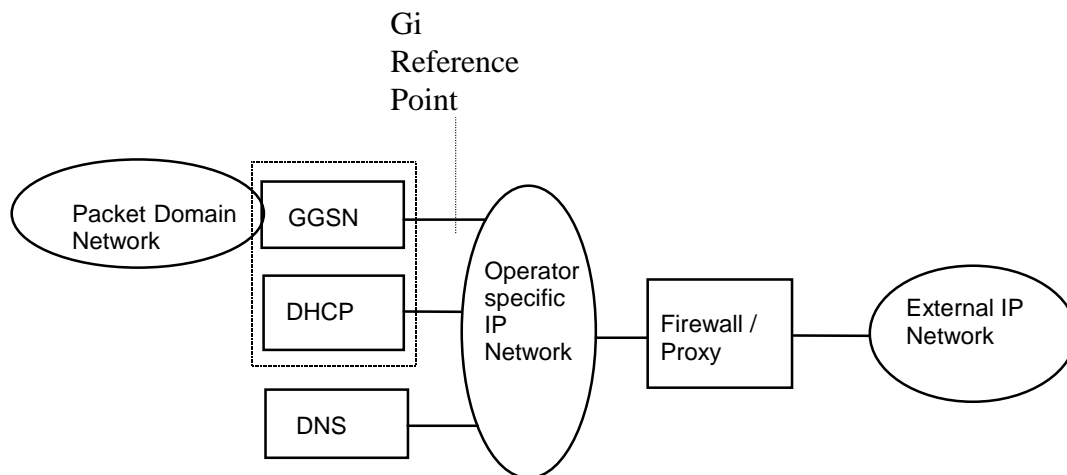 Gi
Reference
Point
Packet Domain
Network
GGSN
DHCP
DNS
Operator
specific
IP
Network
Firewall /
Proxy
External IP
Network